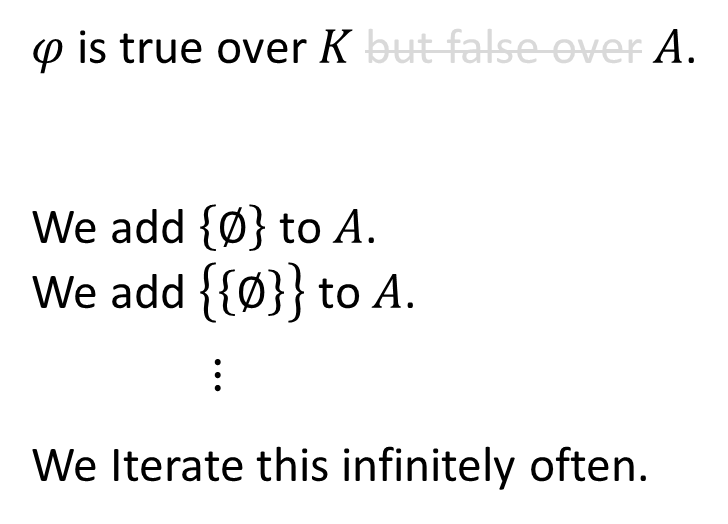 φ is true over K but false over A.
We add {∅} to A.
We add {{∅}} to A.
⋮
We Iterate this infinitely often.